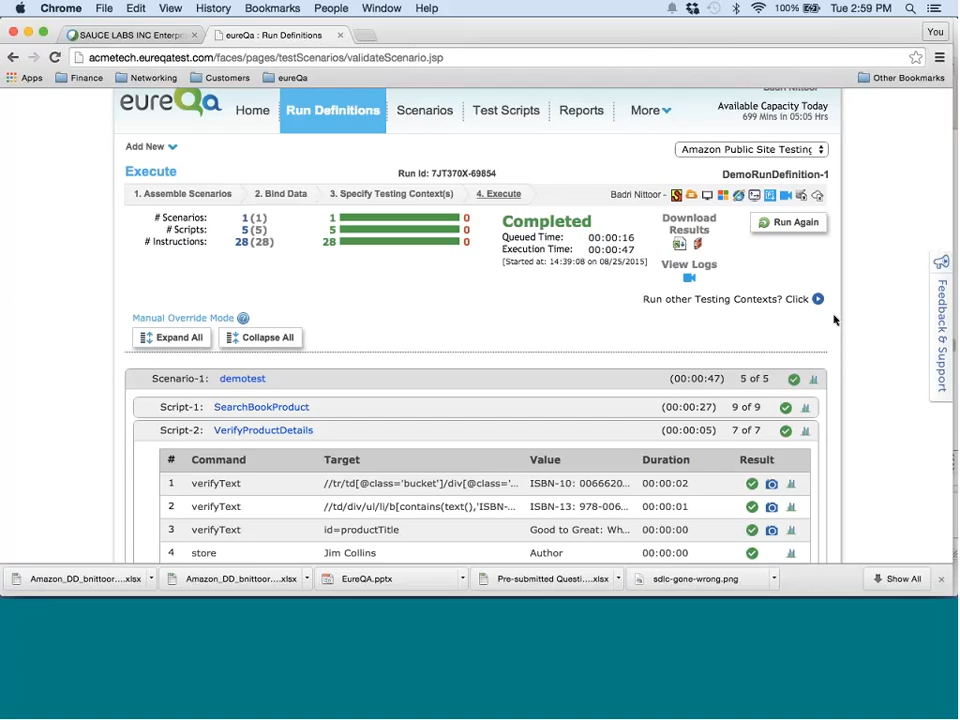 Chrome File Edit View History Bookmarks People Window Help 100% Tue 2:59 PM
SAUCE LABS INC Enterpri × eureQa : Run Definitions × You
acmetech.eureqatest.com/faces/pages/testScenarios/validateScenario.jsp
Apps Finance Networking Customers eureQa Other Bookmarks
Badri Nittoor
eureQa Home Run Definitions Scenarios Test Scripts Reports More
Available Capacity Today
699 Mins in 05:05 Hrs
Add New Amazon Public Site Testing
Execute Run Id: 7JT370X-69854 DemoRunDefinition-1
1. Assemble Scenarios 2. Bind Data 3. Specify Testing Context(s) 4. Execute Badri Nittoor -
# Scenarios: 1 (1) 1 0
# Scripts: 5 (5) 5 0
# Instructions: 28 (28) 28 0
Completed
Queued Time: 00:00:16
Execution Time: 00:00:47
[Started at: 14:39:08 on 08/25/2015]
Download
Results
View Logs
Run Again
Run other Testing Contexts? Click
Manual Override Mode ?
Expand All Collapse All
Feedback & Support
Scenario-1: demotest (00:00:47) 5 of 5
Script-1: SearchBookProduct (00:00:27) 9 of 9
Script-2: VerifyProductDetails (00:00:05) 7 of 7
# Command Target Value Duration Result
1 verifyText //tr/td[@class='bucket']/div[@class='... ISBN-10: 0066620... 00:00:02
2 verifyText //td/div/ul/li/b[contains(text(),'ISBN-... ISBN-13: 978-006... 00:00:01
3 verifyText id=productTitle Good to Great: Wh... 00:00:00
4 store Jim Collins Author 00:00:00
Amazon_DD_bnittoor....xlsx Amazon_DD_bnittoor....xlsx EureQA.pptx Pre-submitted Questi....xlsx sdlc-gone-wrong.png Show All ×